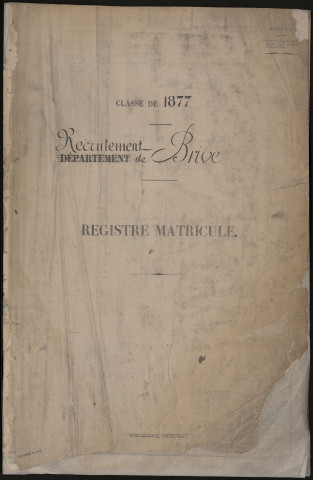 CLASSE DE 1877
Recrutement
DÉPARTEMENT de Brive
REGISTRE MATRICULE.